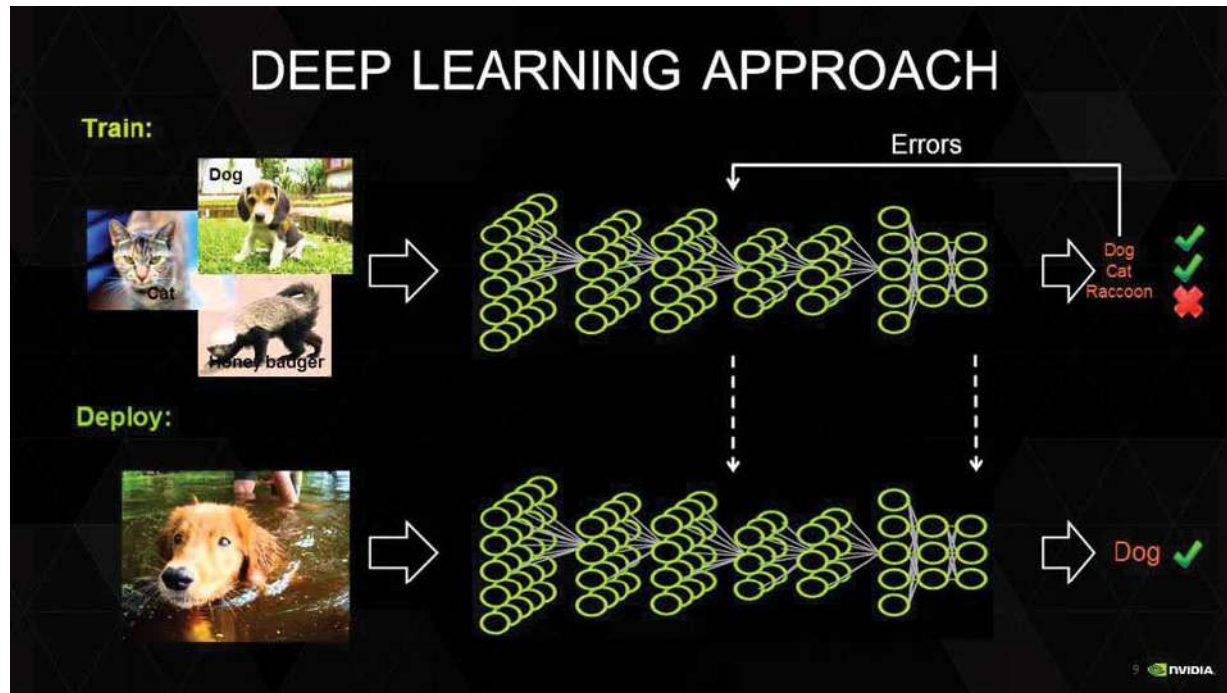 DEEP LEARNING APPROACH
Train:
Dog
Cat
Honey badger
Errors
Dog
Cat
Raccoon
Deploy:
Dog
9 NVIDIA.